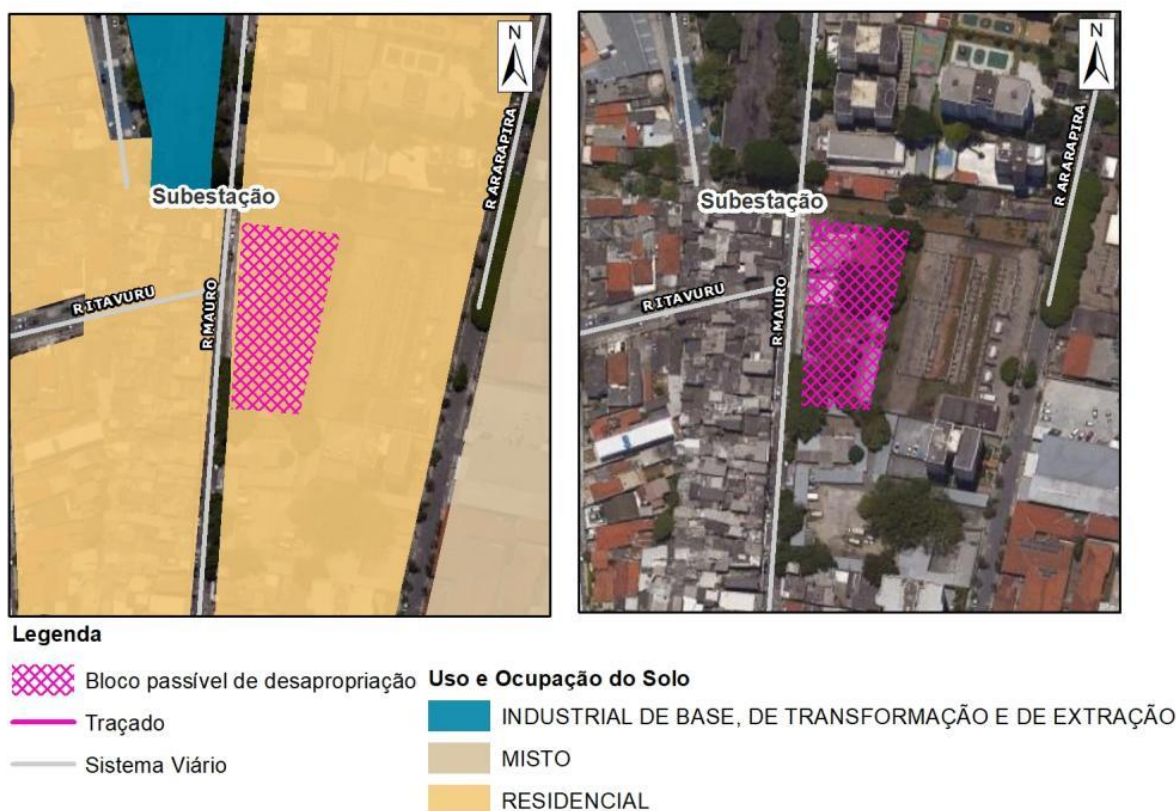 N
R ARARAPIRA
Subestação
R ITAVURU
R MAURO
N
R ARARAPIRA
Subestação
R ITAVURU
R MAURO
Legenda
Bloco passível de desapropriação
Traçado
Sistema Viário
Uso e Ocupação do Solo
INDUSTRIAL DE BASE, DE TRANSFORMAÇÃO E DE EXTRAÇÃO
MISTO
RESIDENCIAL